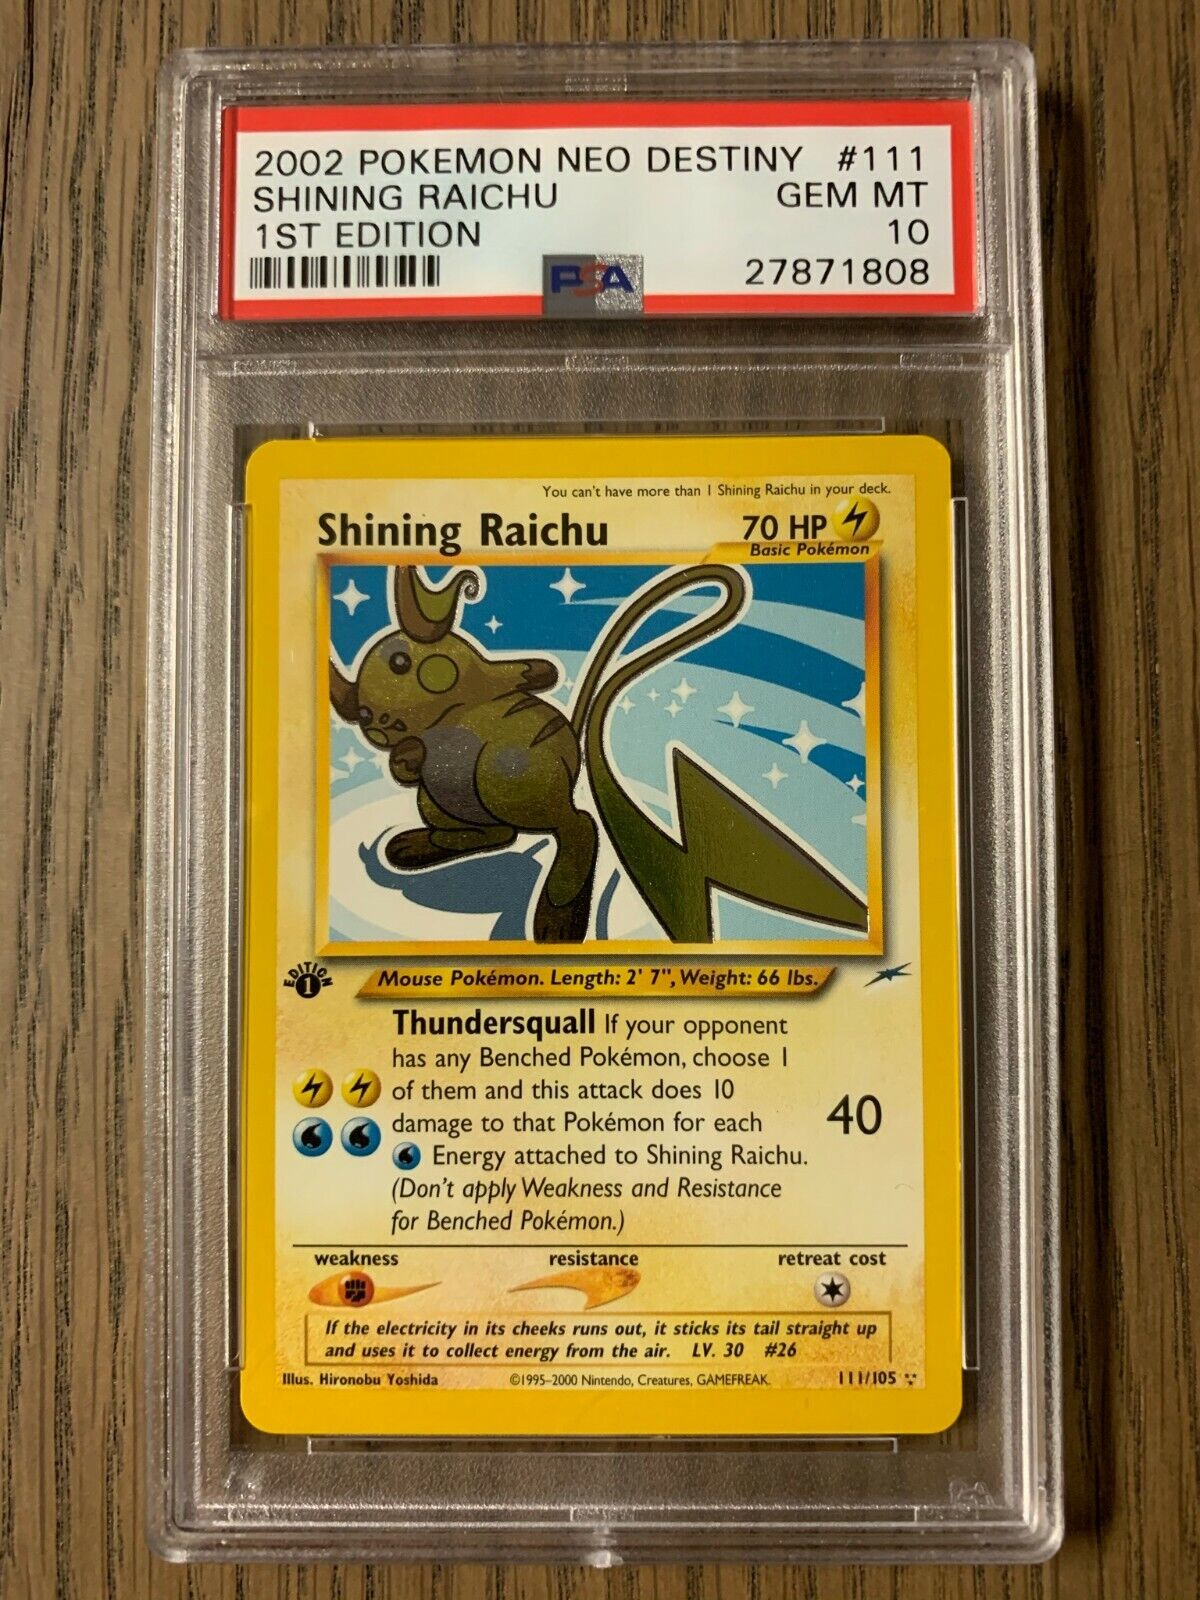 2002 POKEMON NEO DESTINY #111
SHINING RAICHU GEM MT
1ST EDITION 10
PSA 27871808
You can't have more than 1 Shining Raichu in your deck.
Shining Raichu 70 HP
Basic Pokémon
EDITION 1
Mouse Pokémon. Length: 2' 7", Weight: 66 lbs.
Thundersquall If your opponent
has any Benched Pokémon, choose 1
of them and this attack does 10
damage to that Pokémon for each
Energy attached to Shining Raichu.
(Don't apply Weakness and Resistance
for Benched Pokémon.)
40
weakness resistance retreat cost
If the electricity in its cheeks runs out, it sticks its tail straight up
and uses it to collect energy from the air. LV. 30 #26
Illus. Hironobu Yoshida ©1995–2000 Nintendo, Creatures, GAMEFREAK. 111/105